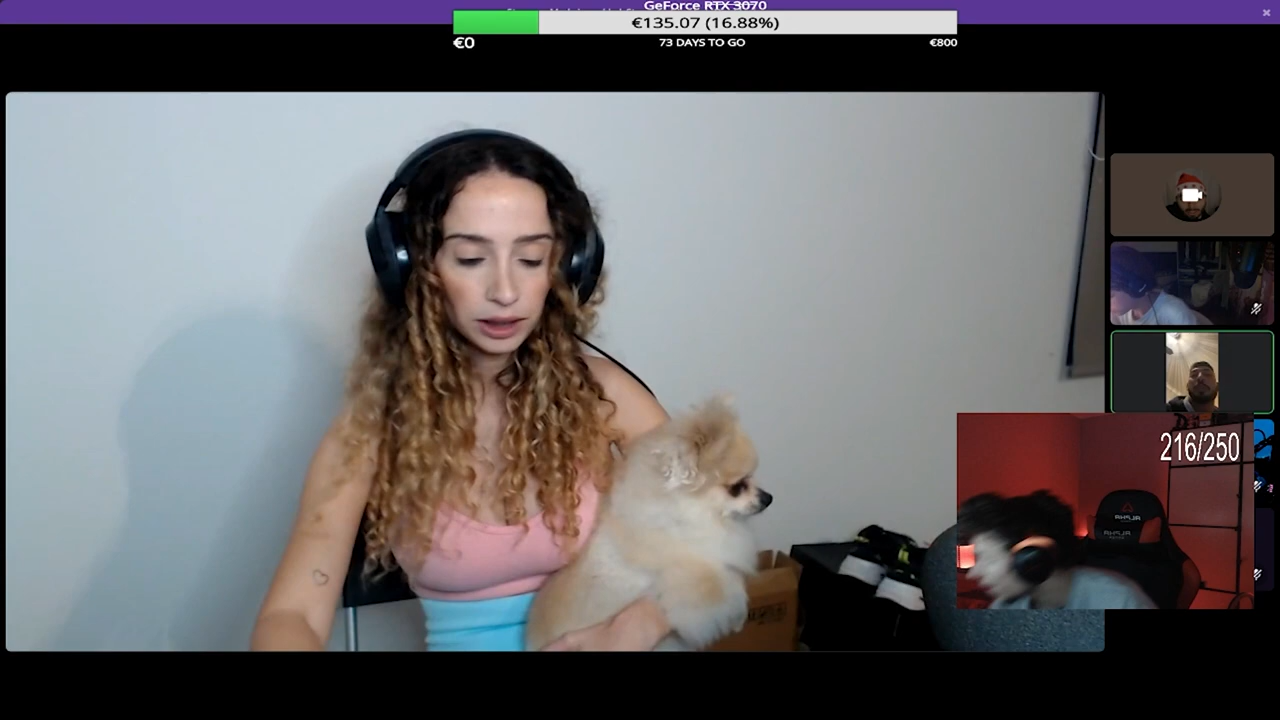 GeForce RTX 3070
€135.07 (16.88%)
€0
73 DAYS TO GO
€800
216/250